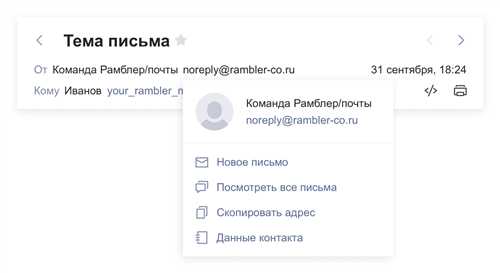 Тема письма
От Команда Рамблер/почты noreply@rambler-co.ru 31 сентября, 18:24
Кому Иванов your_rambler_m
Команда Рамблер/почты
noreply@rambler-co.ru
Новое письмо
Посмотреть все письма
Скопировать адрес
Данные контакта